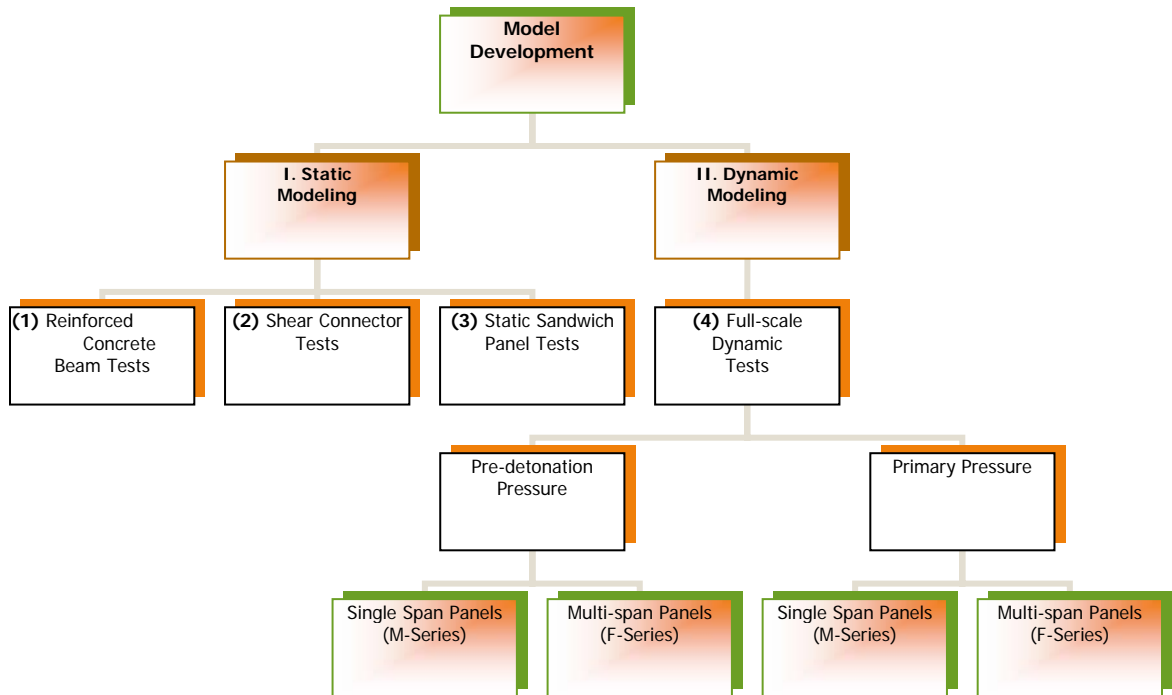 Model
Development
I. Static
Modeling
II. Dynamic
Modeling
(1) Reinforced
Concrete
Beam Tests
(2) Shear Connector
Tests
(3) Static Sandwich
Panel Tests
(4) Full-scale
Dynamic
Tests
Pre-detonation
Pressure
Primary Pressure
Single Span Panels
(M-Series)
Multi-span Panels
(F-Series)
Single Span Panels
(M-Series)
Multi-span Panels
(F-Series)